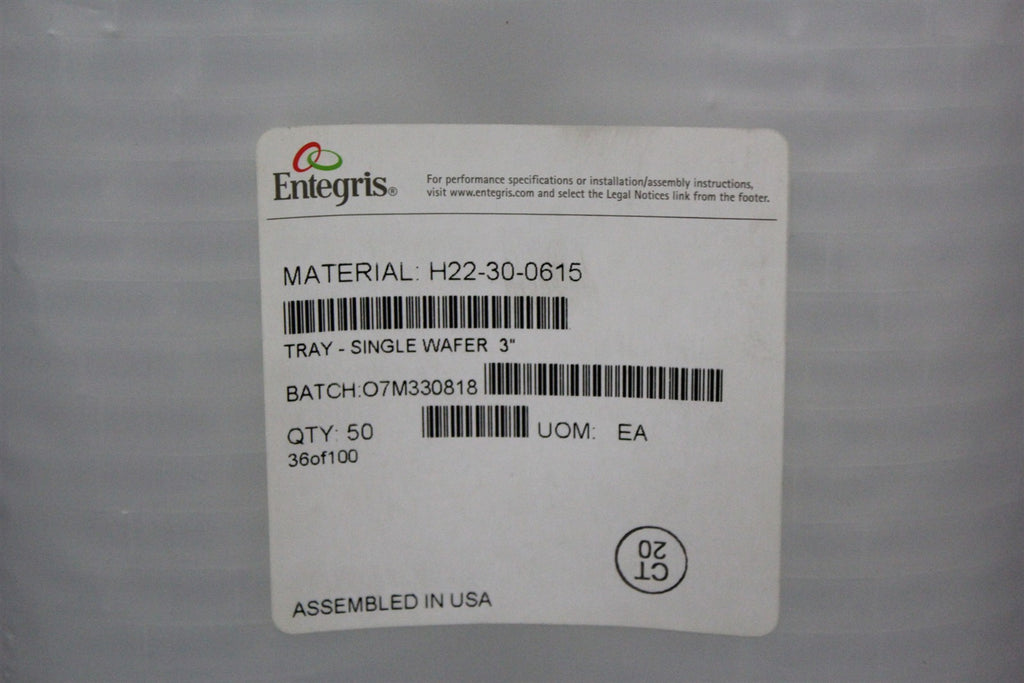 Entegris®
For performance specifications or installation/assembly instructions,
visit www.entegris.com and select the Legal Notices link from the footer.
MATERIAL: H22-30-0615
TRAY - SINGLE WAFER 3"
BATCH:O7M330818
QTY: 50 UOM: EA
36of100
CT
20
ASSEMBLED IN USA